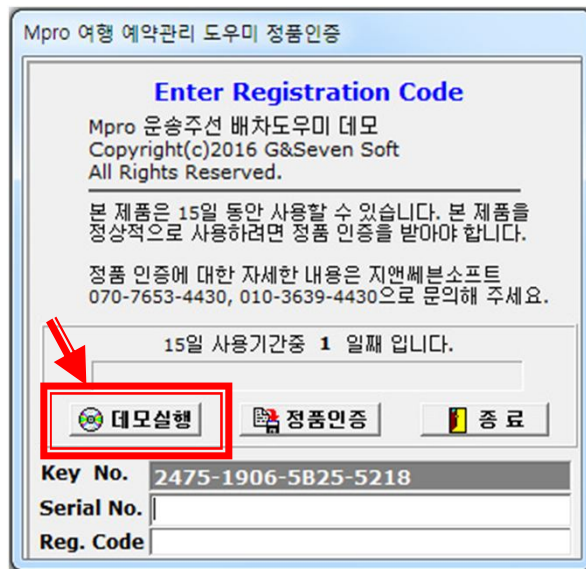 Mpro 여행 예약관리 도우미 정품인증
Enter Registration Code
Mpro 운송주선 배차도우미 데모
Copyright(c)2016 G&Seven Soft
All Rights Reserved.
본 제품은 15일 동안 사용할 수 있습니다. 본 제품을
정상적으로 사용하려면 정품 인증을 받아야 합니다.
정품 인증에 대한 자세한 내용은 지앤쎄븐소프트
070-7653-4430, 010-3639-4430으로 문의해 주세요.
15일 사용기간중 1 일째 입니다.
데모실행 정품인증 종 료
Key No. 2475-1906-5B25-5218
Serial No.
Reg. Code